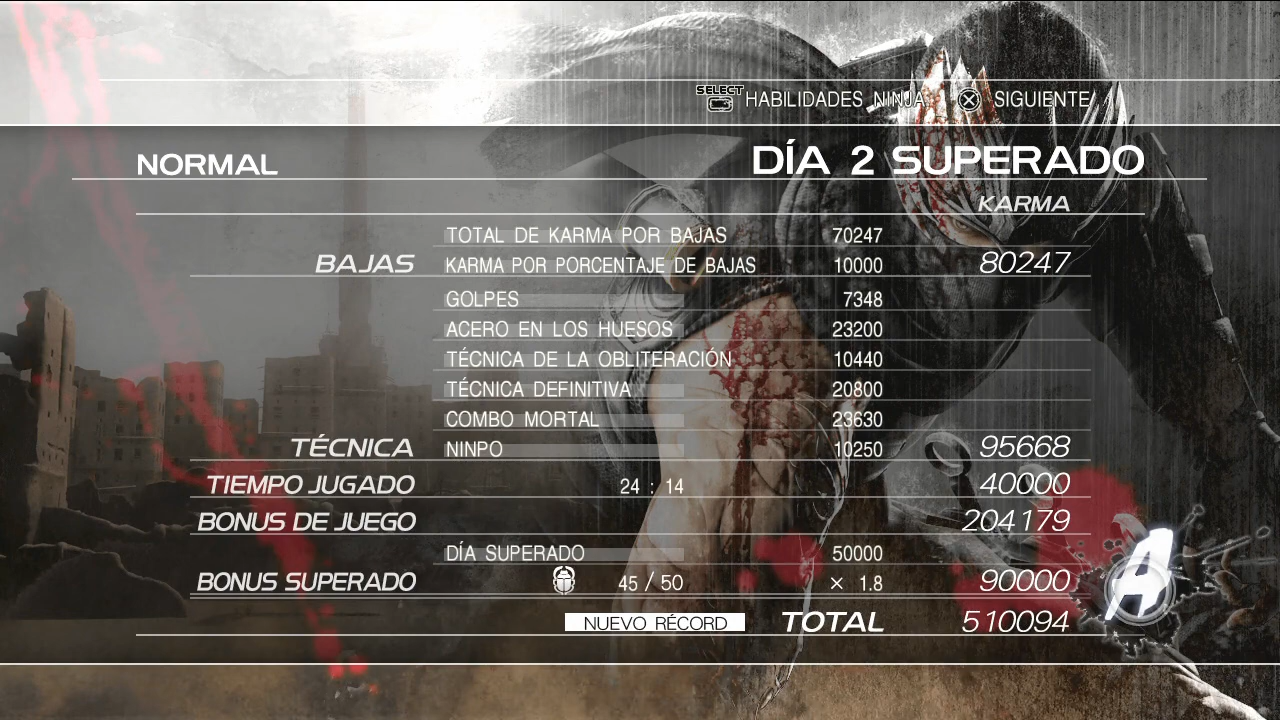 SELECT HABILIDADES NINJA SIGUIENTE
NORMAL
DÍA 2 SUPERADO
KARMA
TOTAL DE KARMA POR BAJAS 70247
BAJAS KARMA POR PORCENTAJE DE BAJAS 10000 80247
GOLPES 7348
ACERO EN LOS HUESOS 23200
TÉCNICA DE LA OBLITERACIÓN 10440
TÉCNICA DEFINITIVA 20800
COMBO MORTAL 23630
TÉCNICA NINPO 10250 95668
TIEMPO JUGADO 24 : 14 40000
BONUS DE JUEGO 204179
DÍA SUPERADO 50000
BONUS SUPERADO 45 / 50 × 1.8 90000
A
NUEVO RÉCORD TOTAL 510094